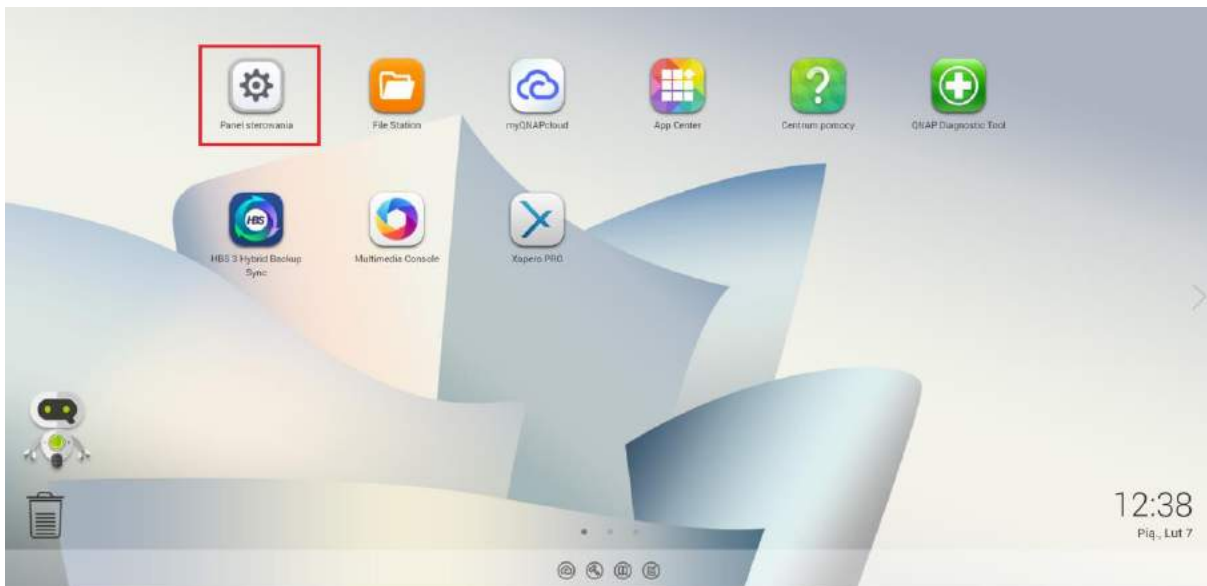 Panel sterowania
File Station
myQNAPcloud
App Center
Centrum pomocy
QNAP Diagnostic Tool
HBS
HBS 3 Hybrid Backup
Sync
Multimedia Console
Xopero PRO
12:38
Pią., Lut 7